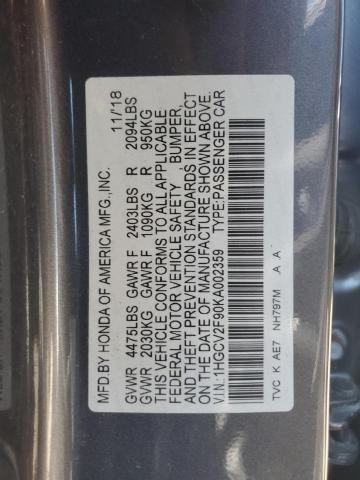 MFD.BY HONDA OF AMERICA MFG.,INC. 11/18
GVWR 4475LBS GAWR F 2403LBS R 2094LBS
GVWR 2030KG GAWR F 1090KG R 950KG
THIS VEHICLE CONFORMS TO ALL APPLICABLE
FEDERAL MOTOR VEHICLE SAFETY BUMPER,
AND THEFT PREVENTION STANDARDS IN EFFECT
ON THE DATE OF MANUFACTURE SHOWN ABOVE.
V.I.N:1HGCV2F90KA002359 TYPE:PASSENGER CAR
TVC K AE7 NH797M .A .A